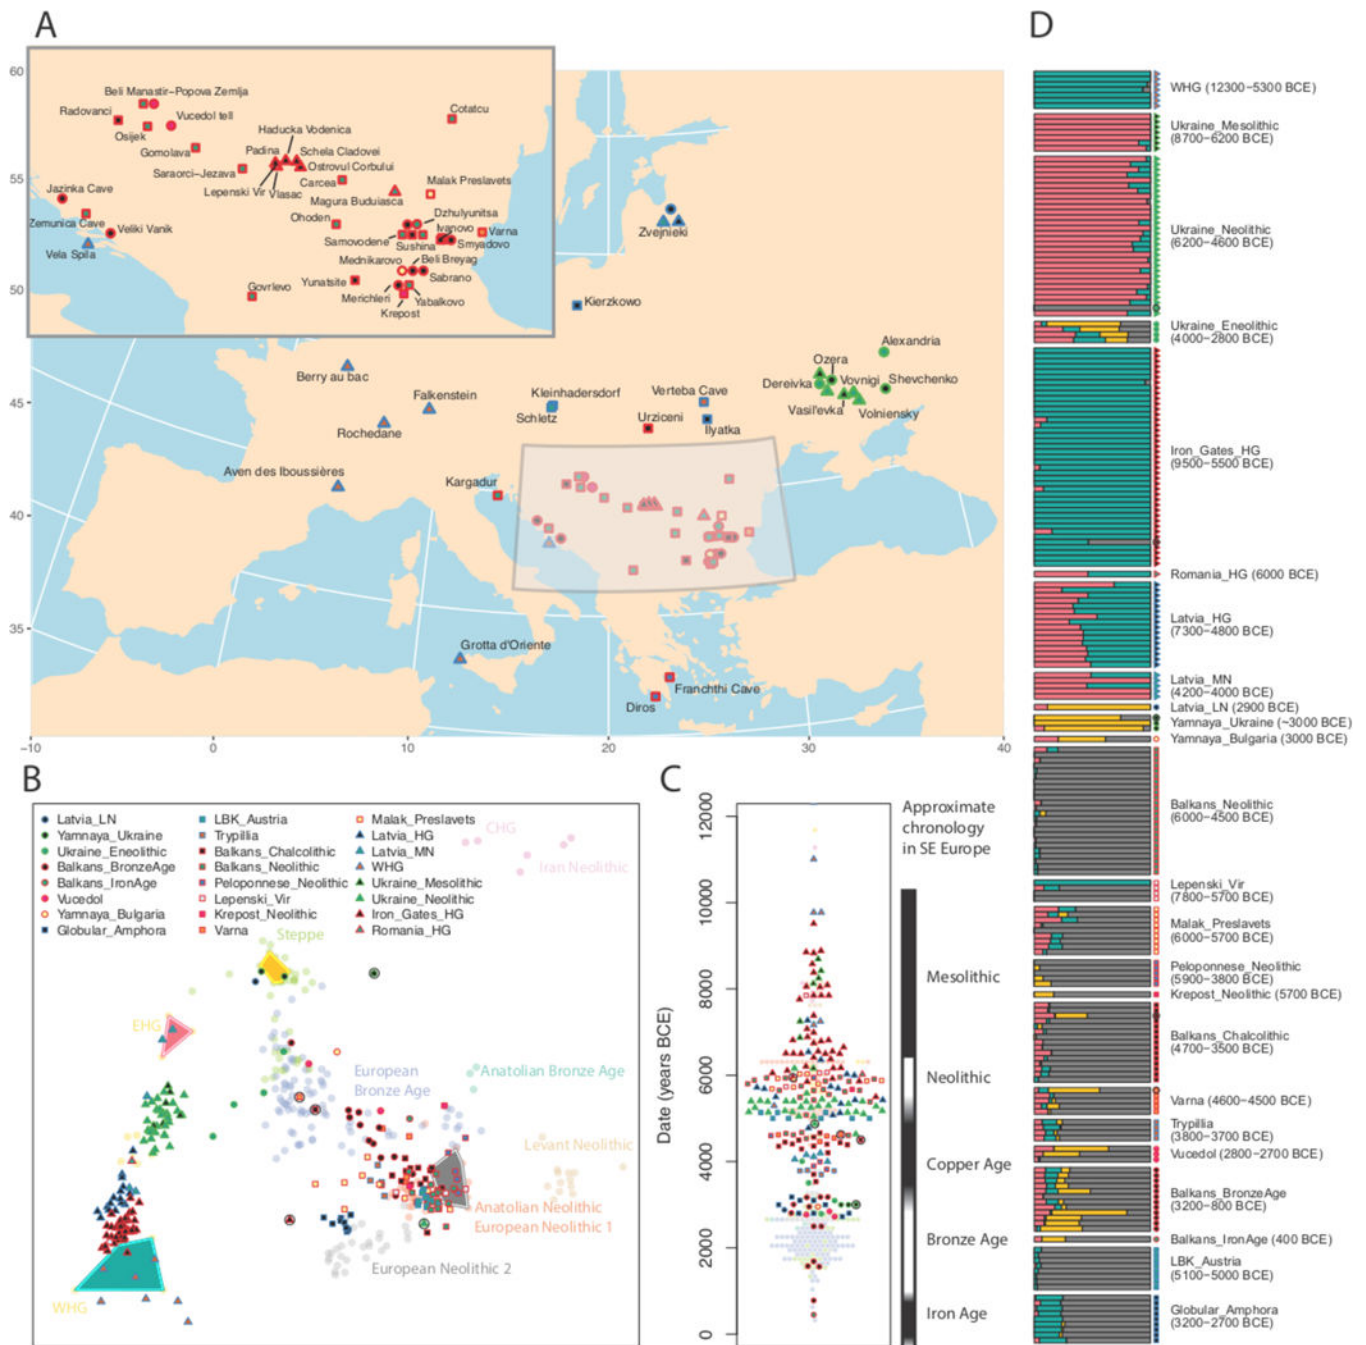 A
60
55
50
45
40
35
−10
0
10
20
30
40
Beli Manastir−Popova Zemlja
Radovanci
Vucedol tell
Osijek
Gomolava
Haducka Vodenica
Padina
Schela Cladovei
Ostrovul Corbului
Saraorci−Jezava
Lepenski Vir
Vlasac
Carcea
Magura Buduiasca
Cotatcu
Malak Preslavets
Jazinka Cave
Zemunica Cave
Veliki Vanik
Vela Spila
Ohoden
Dzhulyunitsa
Ivanovo
Varna
Samovodene
Sushina
Smyadovo
Mednikarovo
Beli Breyag
Govrlevo
Yunatsite
Sabrano
Merichleri
Yabalkovo
Krepost
Zvejnieki
Kierzkowo
Berry au bac
Falkenstein
Rochedane
Aven des Iboussières
Kleinhadersdorf
Schletz
Verteba Cave
Urziceni
Ilyatka
Kargadur
Alexandria
Ozera
Dereivka
Vovnigi
Shevchenko
Vasil'evka
Volniensky
Grotta d'Oriente
Franchthi Cave
Diros
B
Latvia_LN
Yamnaya_Ukraine
Ukraine_Eneolithic
Balkans_BronzeAge
Balkans_IronAge
Vucedol
Yamnaya_Bulgaria
Globular_Amphora
LBK_Austria
Trypillia
Balkans_Chalcolithic
Balkans_Neolithic
Peloponnese_Neolithic
Lepenski_Vir
Krepost_Neolithic
Varna
Malak_Preslavets
Latvia_HG
Latvia_MN
WHG
Ukraine_Mesolithic
Ukraine_Neolithic
Iron_Gates_HG
Romania_HG
CHG
Iran Neolithic
Steppe
EHG
European
Bronze Age
Anatolian Bronze Age
Levant Neolithic
Anatolian Neolithic
European Neolithic 1
European Neolithic 2
WHG
C
Date (years BCE)
12000
10000
8000
6000
4000
2000
0
Approximate
chronology
in SE Europe
Mesolithic
Neolithic
Copper Age
Bronze Age
Iron Age
D
WHG (12300−5300 BCE)
Ukraine_Mesolithic
(8700−6200 BCE)
Ukraine_Neolithic
(6200−4600 BCE)
Ukraine_Eneolithic
(4000−2800 BCE)
Iron_Gates_HG
(9500−5500 BCE)
Romania_HG (6000 BCE)
Latvia_HG
(7300−4800 BCE)
Latvia_MN
(4200−4000 BCE)
Latvia_LN (2900 BCE)
Yamnaya_Ukraine (~3000 BCE)
Yamnaya_Bulgaria (3000 BCE)
Balkans_Neolithic
(6000−4500 BCE)
Lepenski_Vir
(7800−5700 BCE)
Malak_Preslavets
(6000−5700 BCE)
Peloponnese_Neolithic
(5900−3800 BCE)
Krepost_Neolithic (5700 BCE)
Balkans_Chalcolithic
(4700−3500 BCE)
Varna (4600−4500 BCE)
Trypillia
(3800−3700 BCE)
Vucedol (2800−2700 BCE)
Balkans_BronzeAge
(3200−800 BCE)
Balkans_IronAge (400 BCE)
LBK_Austria
(5100−5000 BCE)
Globular_Amphora
(3200−2700 BCE)